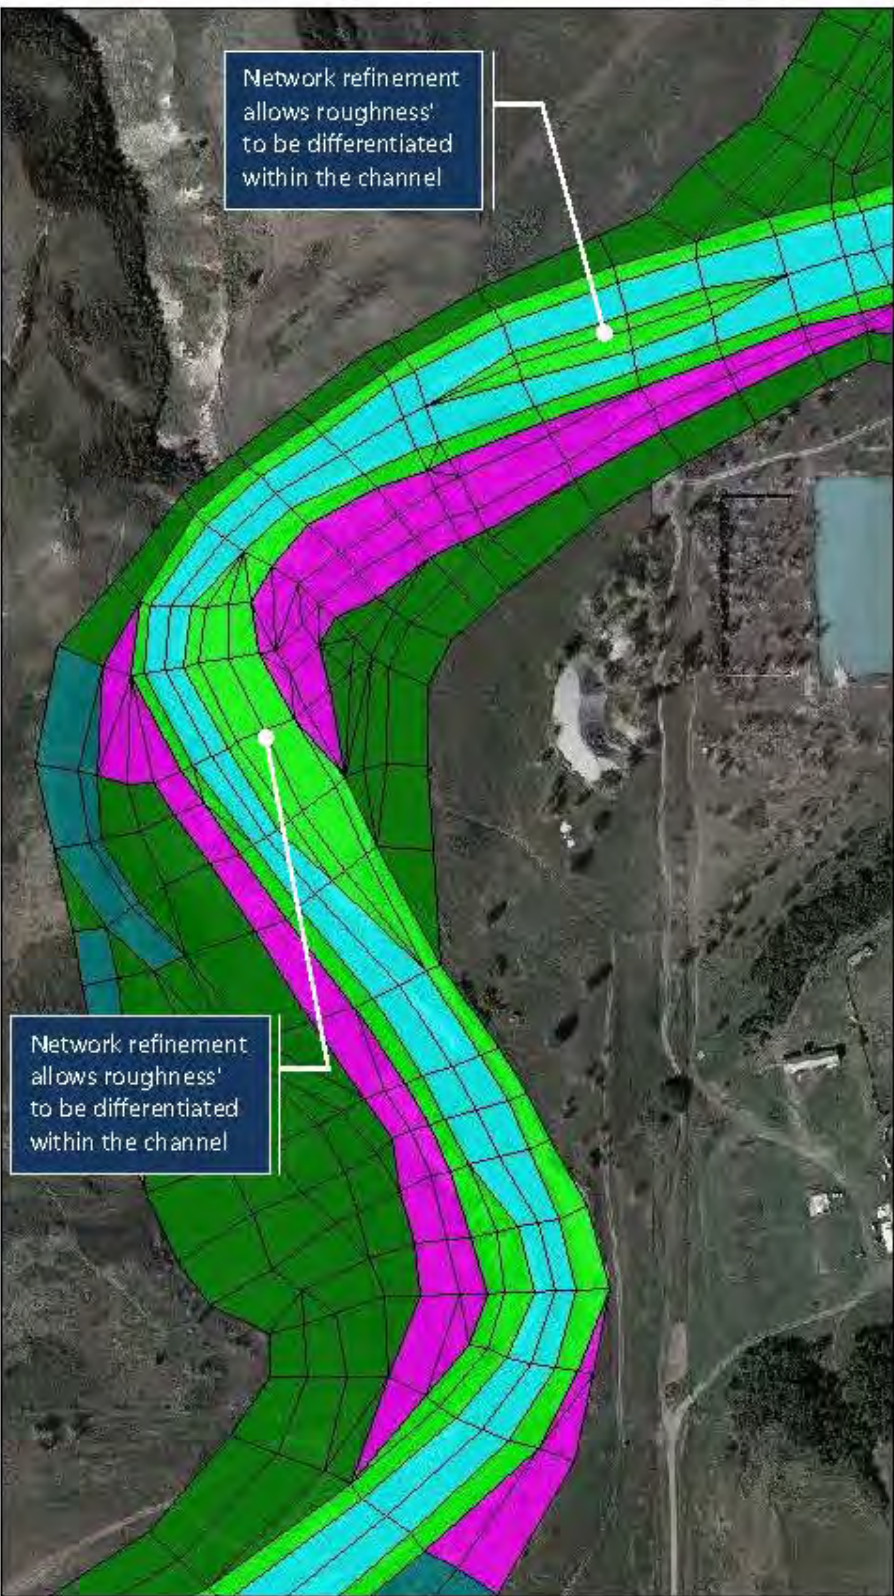 Network refinement
allows roughness'
to be differentiated
within the channel
Network refinement
allows roughness'
to be differentiated
within the channel